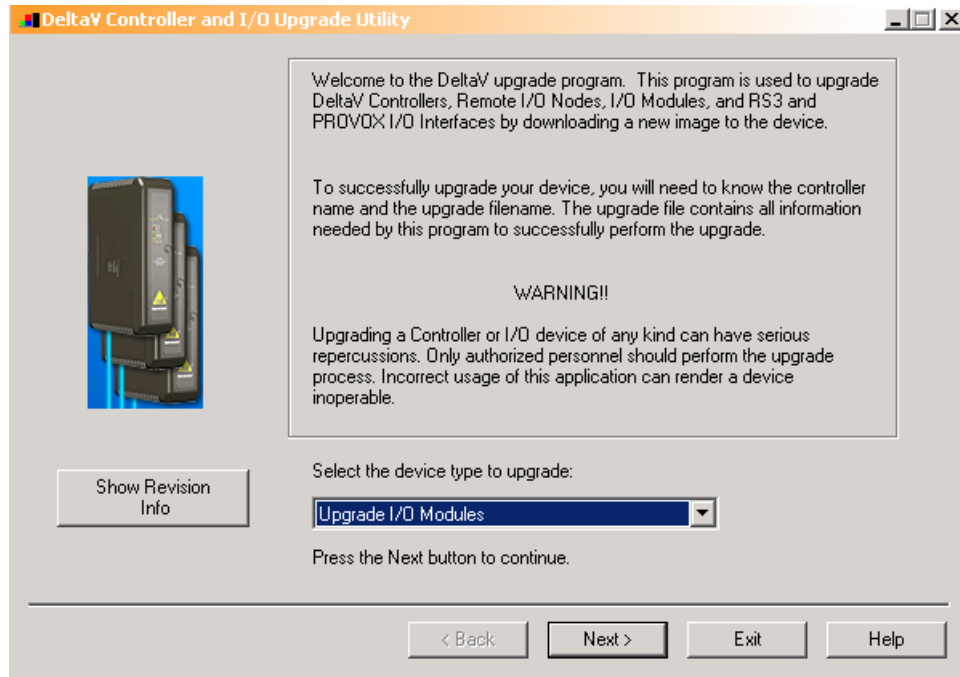 DeltaV Controller and I/O Upgrade Utility
Welcome to the DeltaV upgrade program. This program is used to upgrade
DeltaV Controllers, Remote I/O Nodes, I/O Modules, and RS3 and
PROVOX I/O Interfaces by downloading a new image to the device.
To successfully upgrade your device, you will need to know the controller
name and the upgrade filename. The upgrade file contains all information
needed by this program to successfully perform the upgrade.
WARNING!!
Upgrading a Controller or I/O device of any kind can have serious
repercussions. Only authorized personnel should perform the upgrade
process. Incorrect usage of this application can render a device
inoperable.
Show Revision
Info
Select the device type to upgrade:
Upgrade I/O Modules
Press the Next button to continue.
< Back
Next >
Exit
Help